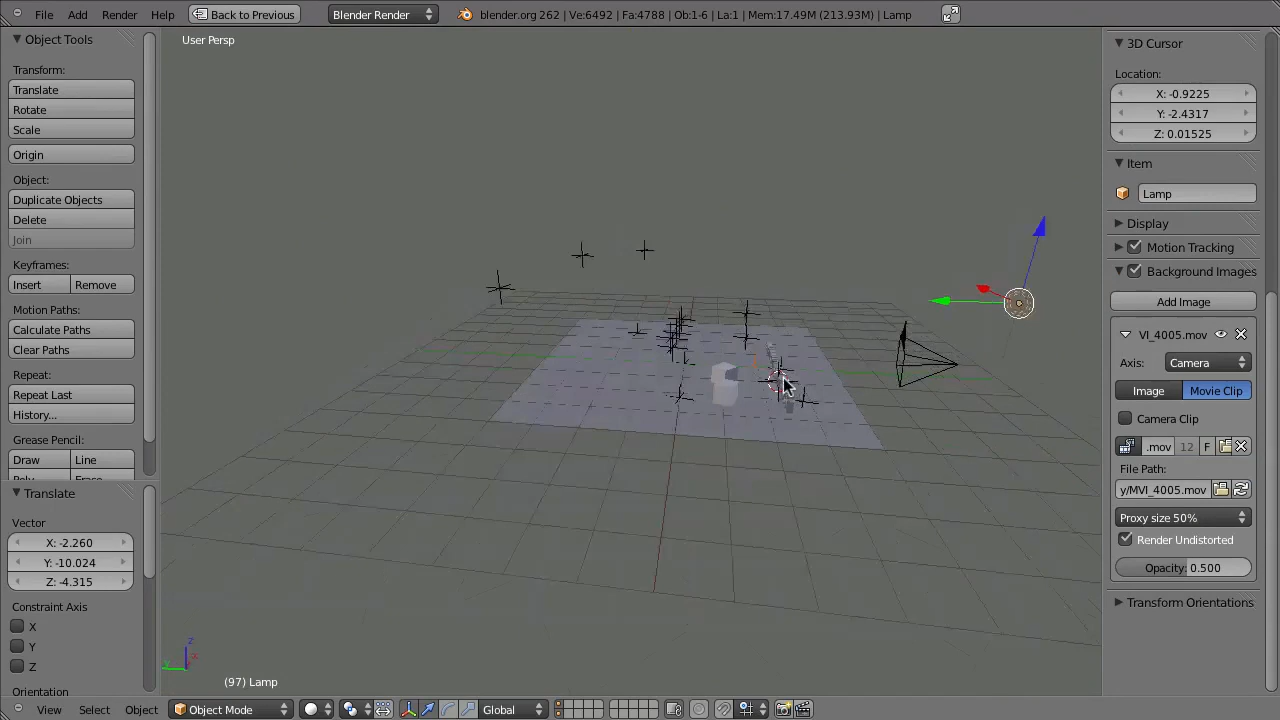 File Add Render Help Back to Previous Blender Render blender.org 262 | Ve:6492 | Fa:4788 | Ob:1-6 | La:1 | Mem:17.49M (213.93M) | Lamp
Object Tools
Transform:
Translate
Rotate
Scale
Origin
Object:
Duplicate Objects
Delete
Join
Keyframes:
Insert Remove
Motion Paths:
Calculate Paths
Clear Paths
Repeat:
Repeat Last
History...
Grease Pencil:
Draw Line
Translate
Vector
X: -2.260
Y: -10.024
Z: -4.315
Constraint Axis
X
Y
Z
Orientation
User Persp
z
x
y
(97) Lamp
3D Cursor
Location:
X: -0.9225
Y: -2.4317
Z: 0.01525
Item
Lamp
Display
Motion Tracking
Background Images
Add Image
VI_4005.mov
Axis: Camera
Image Movie Clip
Camera Clip
.mov 12 F
File Path:
y/MVI_4005.mov
Proxy size 50%
Render Undistorted
Opacity: 0.500
Transform Orientations
View Select Object Object Mode Global